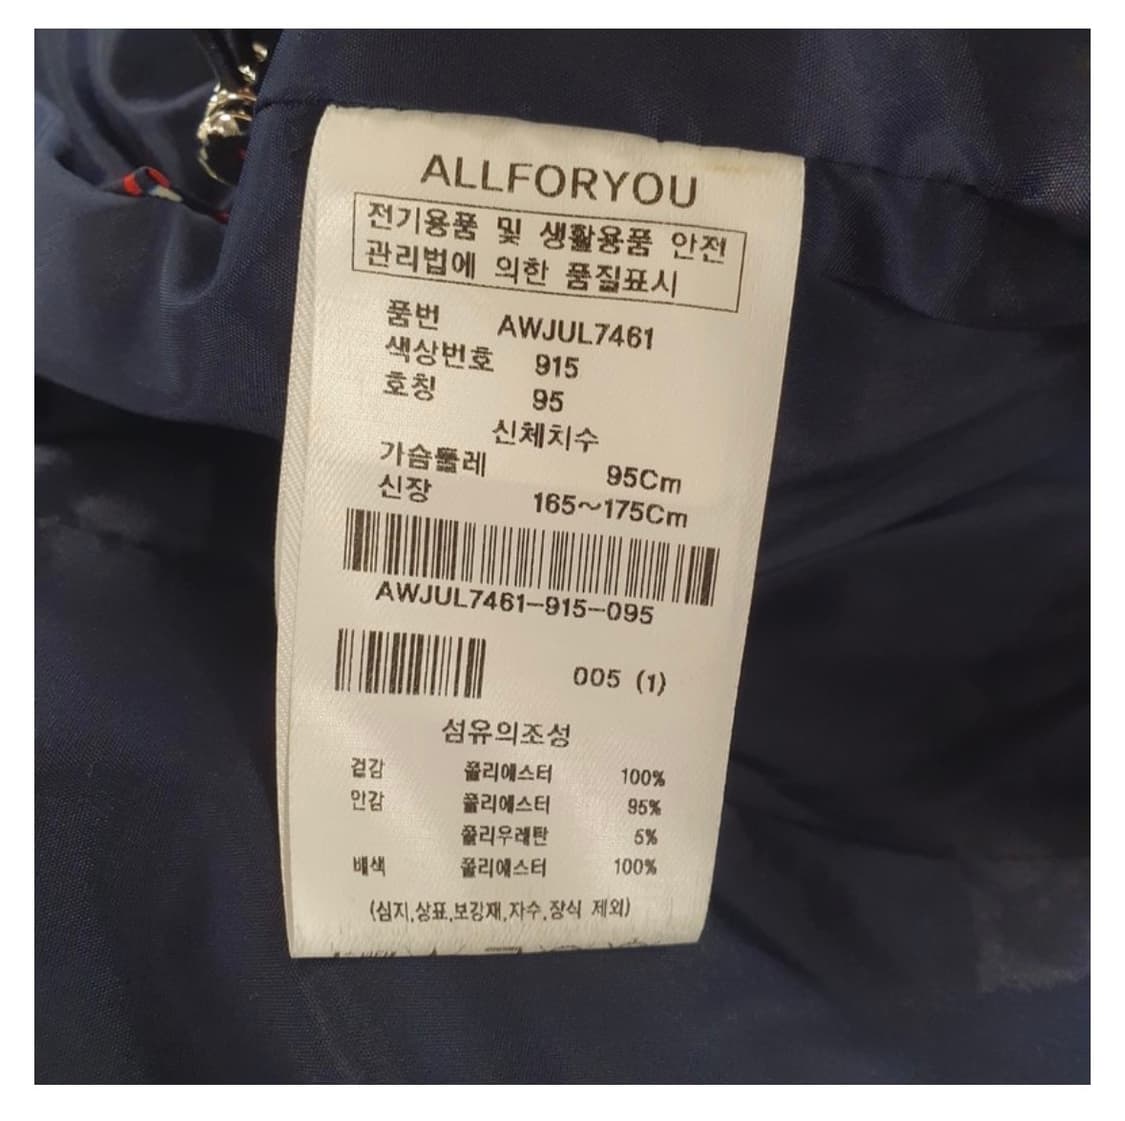 ALLFORYOU
전기용품 및 생활용품 안전
관리법에 의한 품질표시
품번 AWJUL7461
색상번호 915
호칭 95
신체치수
가슴둘레 95Cm
신장 165~175Cm
AWJUL7461-915-095
005 (1)
섬유의조성
겉감 폴리에스터 100%
안감 폴리에스터 95%
폴리우레탄 5%
배색 폴리에스터 100%
(심지,상표,보강재,자수,장식 제외)